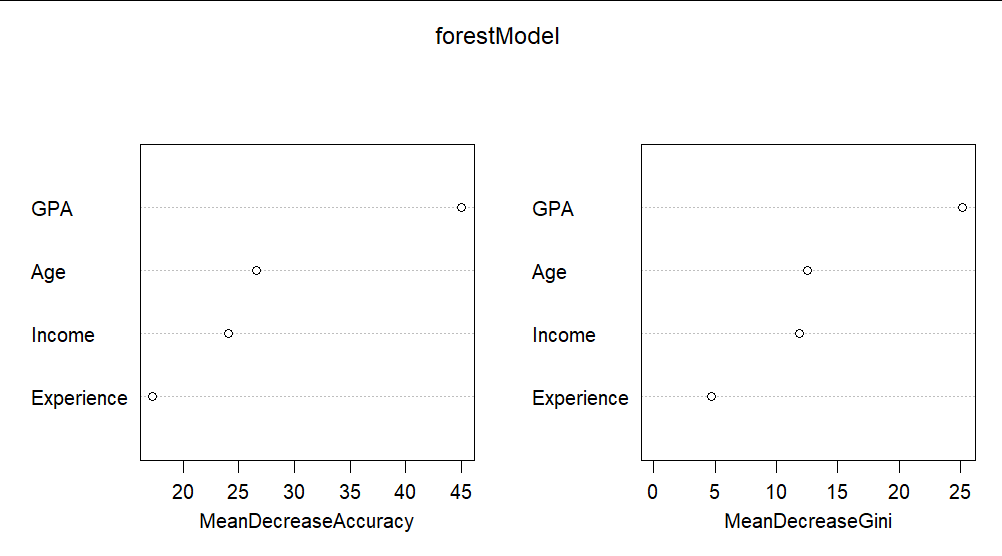 forestModel
GPA
Age
Income
Experience
20 25 30 35 40 45
MeanDecreaseAccuracy
GPA
Age
Income
Experience
0 5 10 15 20 25
MeanDecreaseGini